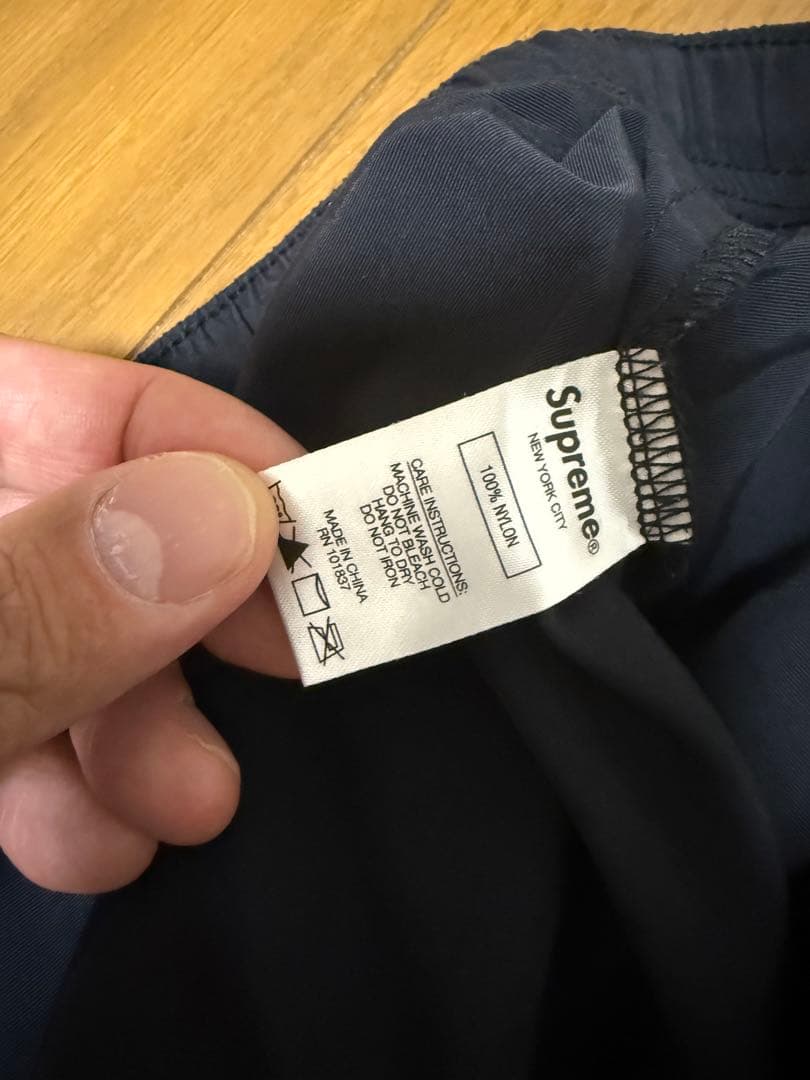 Supreme®
NEW YORK CITY
100% NYLON
CARE INSTRUCTIONS:
MACHINE WASH COLD
DO NOT BLEACH
HANG TO DRY
DO NOT IRON
MADE IN CHINA
RN 101837